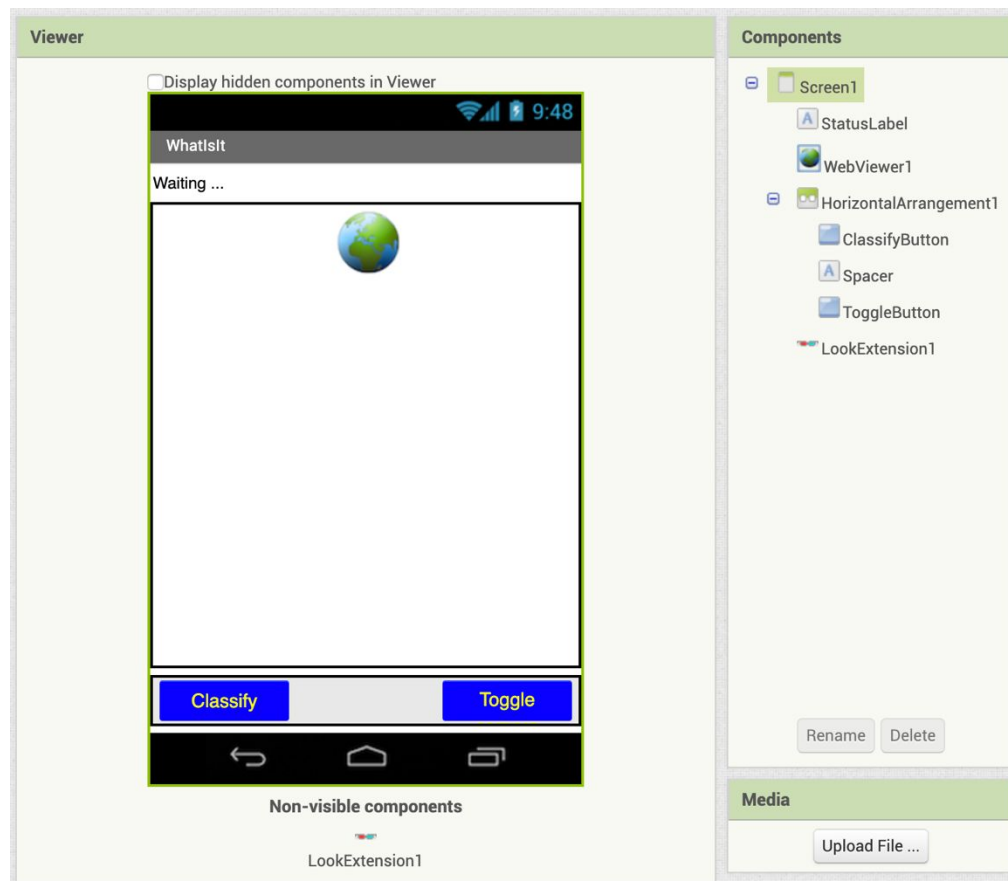 Viewer
Display hidden components in Viewer
9:48
WhatIsIt
Waiting ...
Classify
Toggle
Non-visible components
LookExtension1
Components
Screen1
A StatusLabel
WebViewer1
HorizontalArrangement1
ClassifyButton
A Spacer
ToggleButton
LookExtension1
Rename Delete
Media
Upload File ...